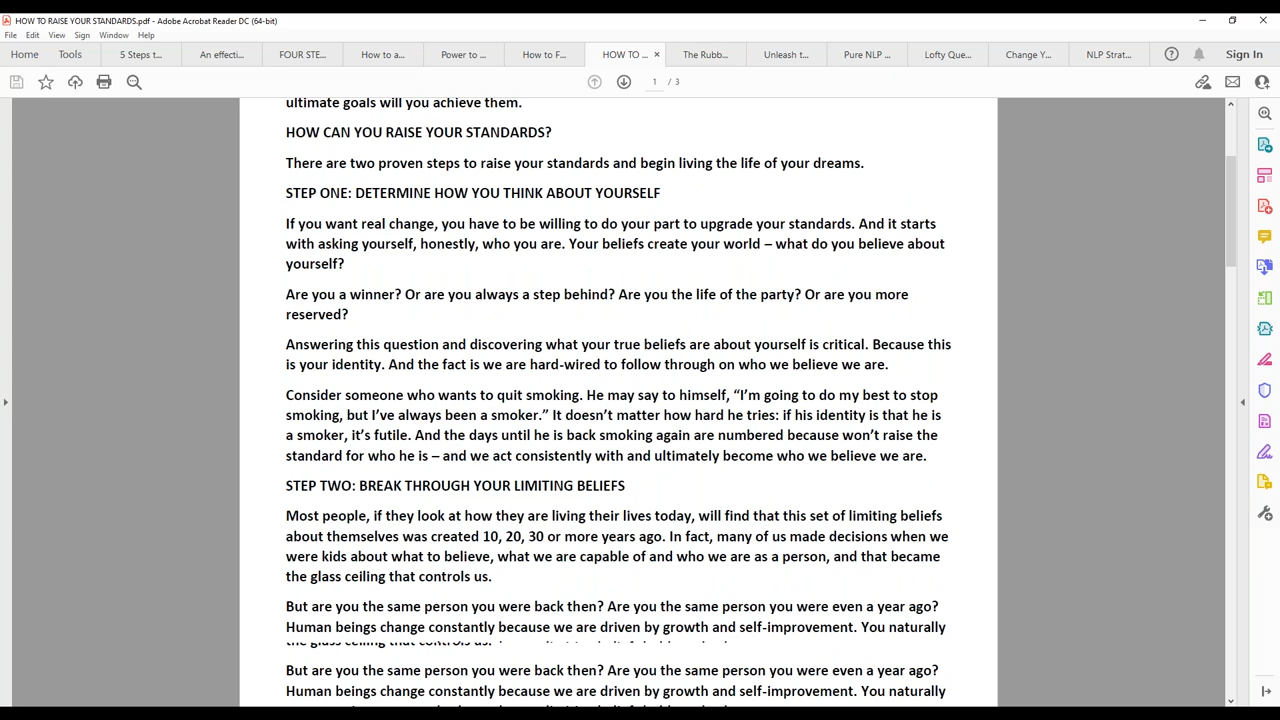 HOW TO RAISE YOUR STANDARDS.pdf - Adobe Acrobat Reader DC (64-bit)
File Edit View Sign Window Help
Home Tools 5 Steps t... An effecti... FOUR STE... How to a... Power to ... How to F... HOW TO ... × The Rubb... Unleash t... Pure NLP ... Lofty Que... Change Y... NLP Strat... Sign In
1 / 3
ultimate goals will you achieve them.
HOW CAN YOU RAISE YOUR STANDARDS?
There are two proven steps to raise your standards and begin living the life of your dreams.
STEP ONE: DETERMINE HOW YOU THINK ABOUT YOURSELF
If you want real change, you have to be willing to do your part to upgrade your standards. And it starts
with asking yourself, honestly, who you are. Your beliefs create your world – what do you believe about
yourself?
Are you a winner? Or are you always a step behind? Are you the life of the party? Or are you more
reserved?
Answering this question and discovering what your true beliefs are about yourself is critical. Because this
is your identity. And the fact is we are hard-wired to follow through on who we believe we are.
Consider someone who wants to quit smoking. He may say to himself, “I’m going to do my best to stop
smoking, but I’ve always been a smoker.” It doesn’t matter how hard he tries: if his identity is that he is
a smoker, it’s futile. And the days until he is back smoking again are numbered because won’t raise the
standard for who he is – and we act consistently with and ultimately become who we believe we are.
STEP TWO: BREAK THROUGH YOUR LIMITING BELIEFS
Most people, if they look at how they are living their lives today, will find that this set of limiting beliefs
about themselves was created 10, 20, 30 or more years ago. In fact, many of us made decisions when we
were kids about what to believe, what we are capable of and who we are as a person, and that became
the glass ceiling that controls us.
But are you the same person you were back then? Are you the same person you were even a year ago?
Human beings change constantly because we are driven by growth and self-improvement. You naturally
the glass ceiling that controls us.
But are you the same person you were back then? Are you the same person you were even a year ago?
Human beings change constantly because we are driven by growth and self-improvement. You naturally